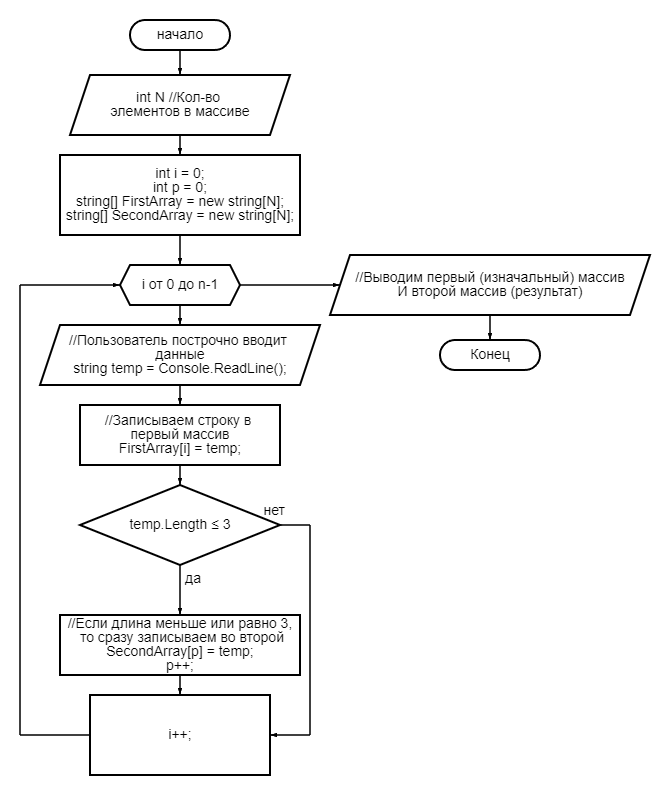 начало
int N //Кол-во
элементов в массиве
int i = 0;
int p = 0;
string[] FirstArray = new string[N];
string[] SecondArray = new string[N];
i от 0 до n-1
//Выводим первый (изначальный) массив
И второй массив (результат)
Конец
//Пользователь построчно вводит
данные
string temp = Console.ReadLine();
//Записываем строку в
первый массив
FirstArray[i] = temp;
temp.Length ≤ 3
нет
да
//Если длина меньше или равно 3,
то сразу записываем во второй
SecondArray[p] = temp;
p++;
i++;